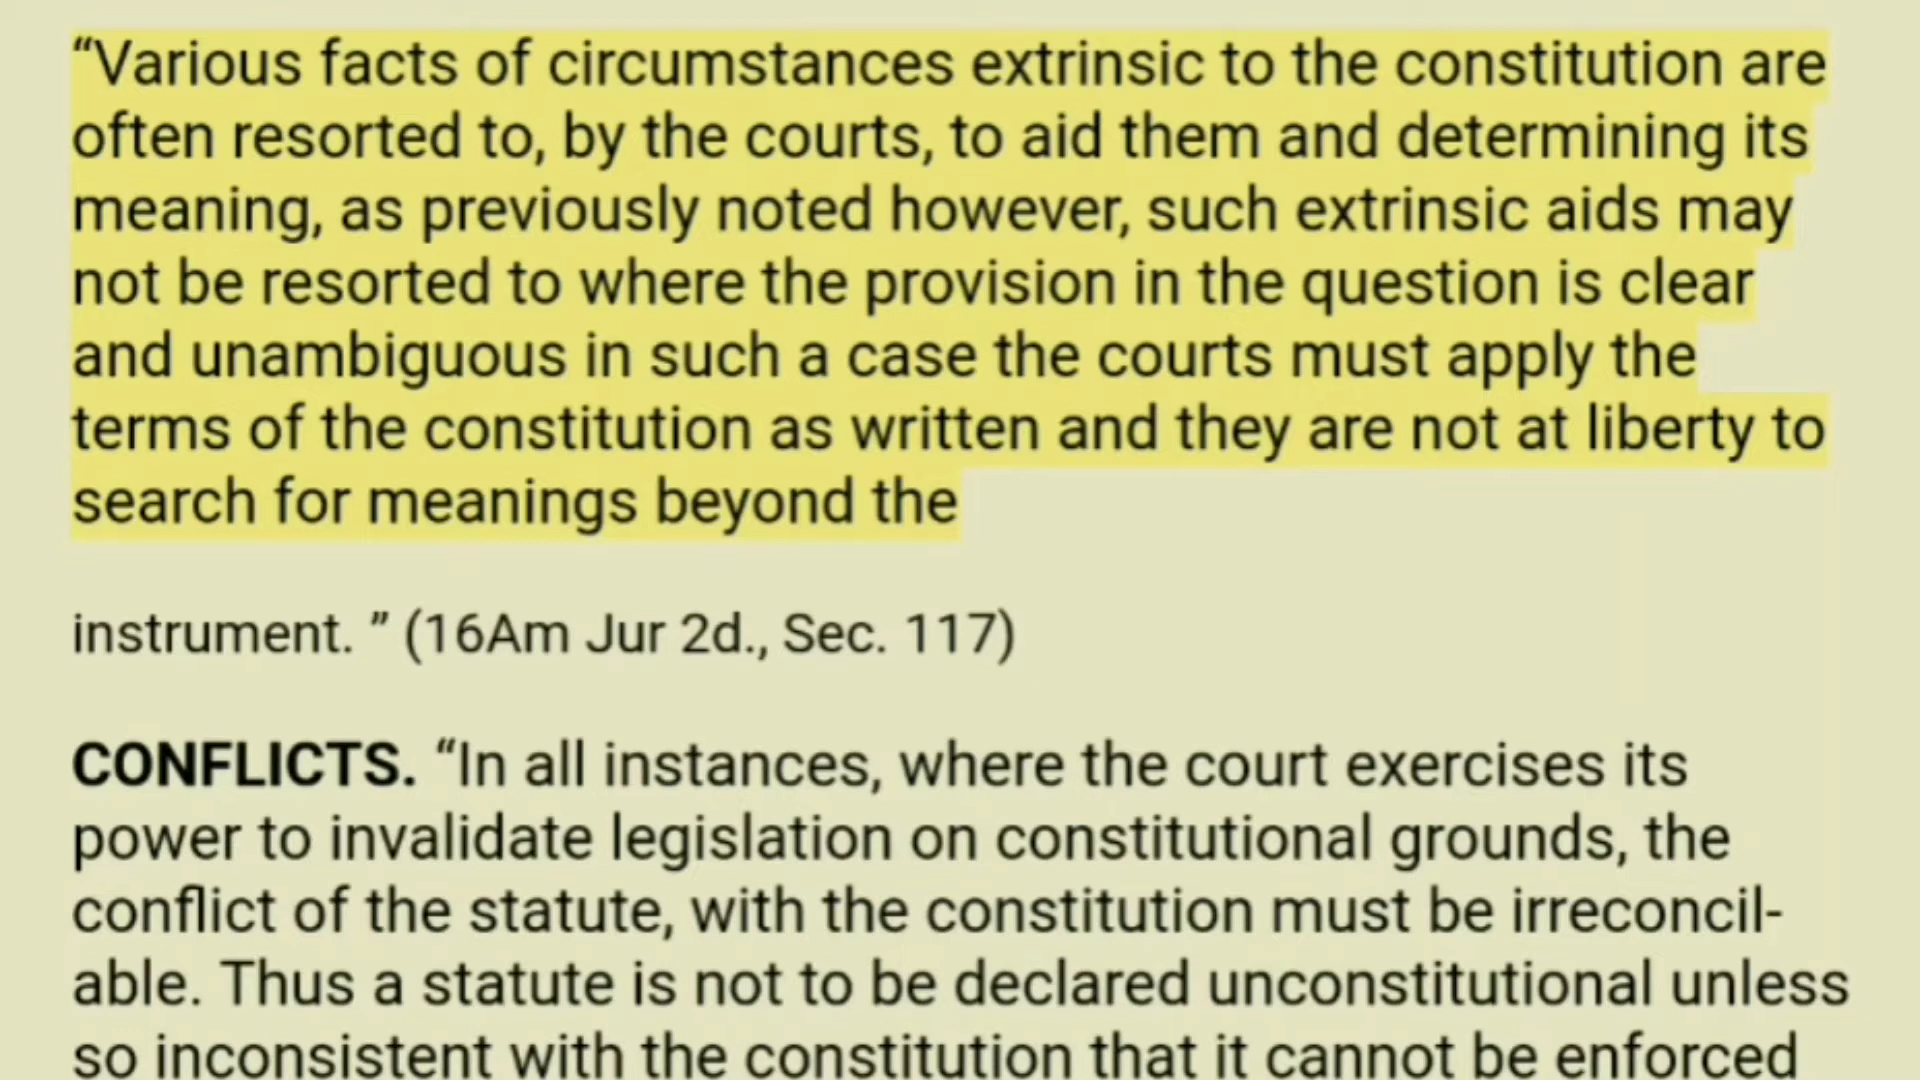 “Various facts of circumstances extrinsic to the constitution are
often resorted to, by the courts, to aid them and determining its
meaning, as previously noted however, such extrinsic aids may
not be resorted to where the provision in the question is clear
and unambiguous in such a case the courts must apply the
terms of the constitution as written and they are not at liberty to
search for meanings beyond the
instrument. ” (16Am Jur 2d., Sec. 117)
CONFLICTS. “In all instances, where the court exercises its
power to invalidate legislation on constitutional grounds, the
conflict of the statute, with the constitution must be irreconcil-
able. Thus a statute is not to be declared unconstitutional unless
so inconsistent with the constitution that it cannot be enforced